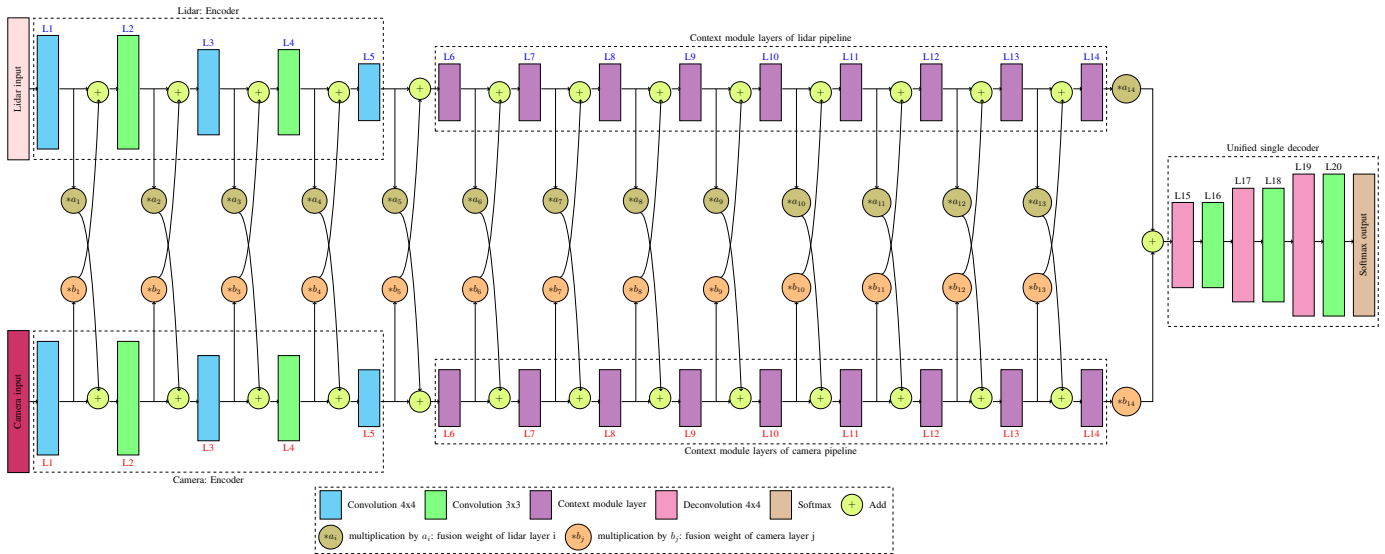 Lidar: Encoder
Context module layers of lidar pipeline
L1 L2 L3 L4 L5 L6 L7 L8 L9 L10 L11 L12 L13 L14
Lidar input
+ + + + + + + + + + + + +
*a14
Unified single decoder
L15 L16 L17 L18 L19 L20
*a1 *a2 *a3 *a4 *a5 *a6 *a7 *a8 *a9 *a10 *a11 *a12 *a13
+
Softmax output
*b1 *b2 *b3 *b4 *b5 *b6 *b7 *b8 *b9 *b10 *b11 *b12 *b13
Camera input
+ + + + + + + + + + + + +
*b14
L1 L2 L3 L4 L5 L6 L7 L8 L9 L10 L11 L12 L13 L14
Context module layers of camera pipeline
Camera: Encoder
Convolution 4x4 Convolution 3x3 Context module layer Deconvolution 4x4 Softmax + Add
*ai multiplication by ai: fusion weight of lidar layer i *bj multiplication by bj: fusion weight of camera layer j